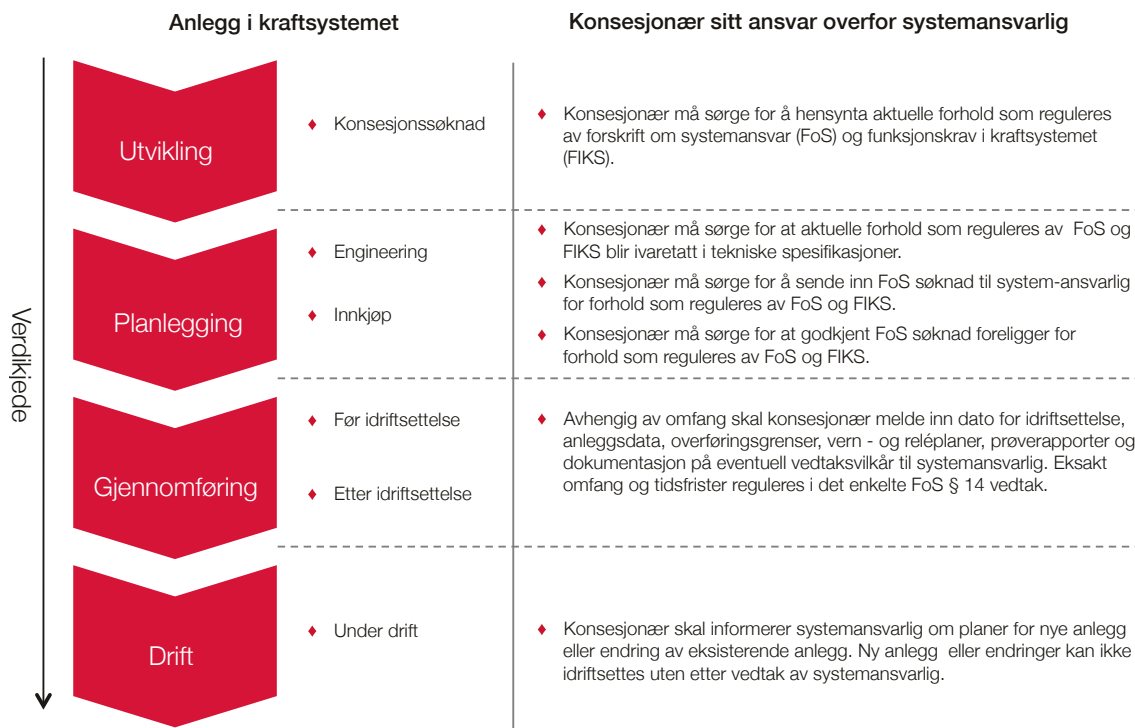 Anlegg i kraftsystemet
Konsesjonær sitt ansvar overfor systemansvarlig
Verdikjede
Utvikling
♦ Konsesjonssøknad
♦ Konsesjonær må sørge for å hensynta aktuelle forhold som reguleres
av forskrift om systemansvar (FoS) og funksjonskrav i kraftsystemet
(FIKS).
Planlegging
♦ Engineering
♦ Innkjøp
♦ Konsesjonær må sørge for at aktuelle forhold som reguleres av FoS og
FIKS blir ivaretatt i tekniske spesifikasjoner.
♦ Konsesjonær må sørge for å sende inn FoS søknad til system-ansvarlig
for forhold som reguleres av FoS og FIKS.
♦ Konsesjonær må sørge for at godkjent FoS søknad foreligger for
forhold som reguleres av FoS og FIKS.
Gjennomføring
♦ Før idriftsettelse
♦ Etter idriftsettelse
♦ Avhengig av omfang skal konsesjonær melde inn dato for idriftsettelse,
anleggsdata, overføringsgrenser, vern - og reléplaner, prøverapporter og
dokumentasjon på eventuell vedtaksvilkår til systemansvarlig. Eksakt
omfang og tidsfrister reguleres i det enkelte FoS § 14 vedtak.
Drift
♦ Under drift
♦ Konsesjonær skal informerer systemansvarlig om planer for nye anlegg
eller endring av eksisterende anlegg. Ny anlegg eller endringer kan ikke
idriftsettes uten etter vedtak av systemansvarlig.